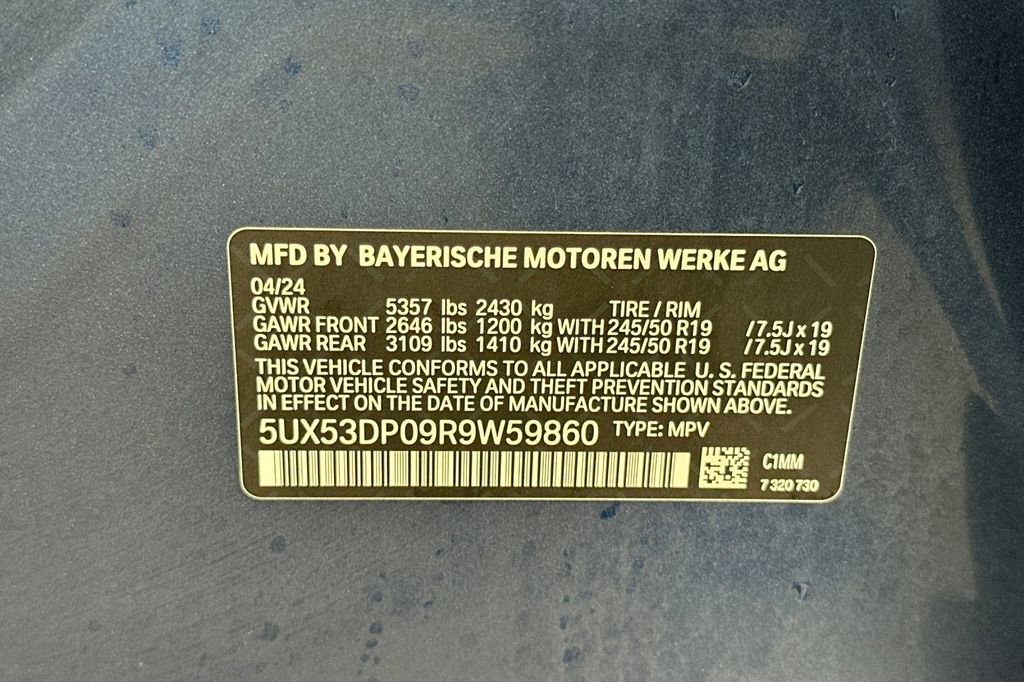 MFD BY BAYERISCHE MOTOREN WERKE AG
04/24
GVWR 5357 lbs 2430 kg TIRE / RIM
GAWR FRONT 2646 lbs 1200 kg WITH 245/50 R19 / 7.5J x 19
GAWR REAR 3109 lbs 1410 kg WITH 245/50 R19 / 7.5J x 19
THIS VEHICLE CONFORMS TO ALL APPLICABLE U. S. FEDERAL
MOTOR VEHICLE SAFETY AND THEFT PREVENTION STANDARDS
IN EFFECT ON THE DATE OF MANUFACTURE SHOWN ABOVE.
5UX53DP09R9W59860 TYPE: MPV
C1MM
7 320 730